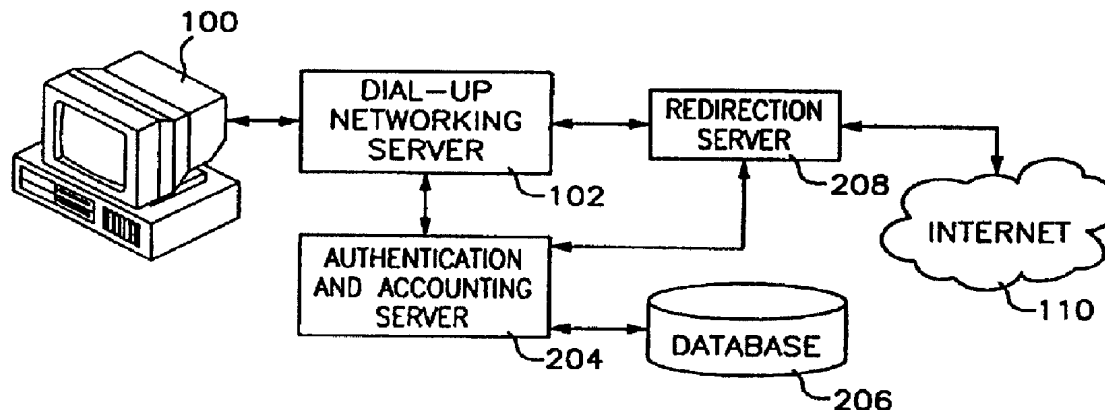 100
DIAL-UP
NETWORKING
SERVER
102
REDIRECTION
SERVER
208
INTERNET
110
AUTHENTICATION
AND ACCOUNTING
SERVER
204
DATABASE
206